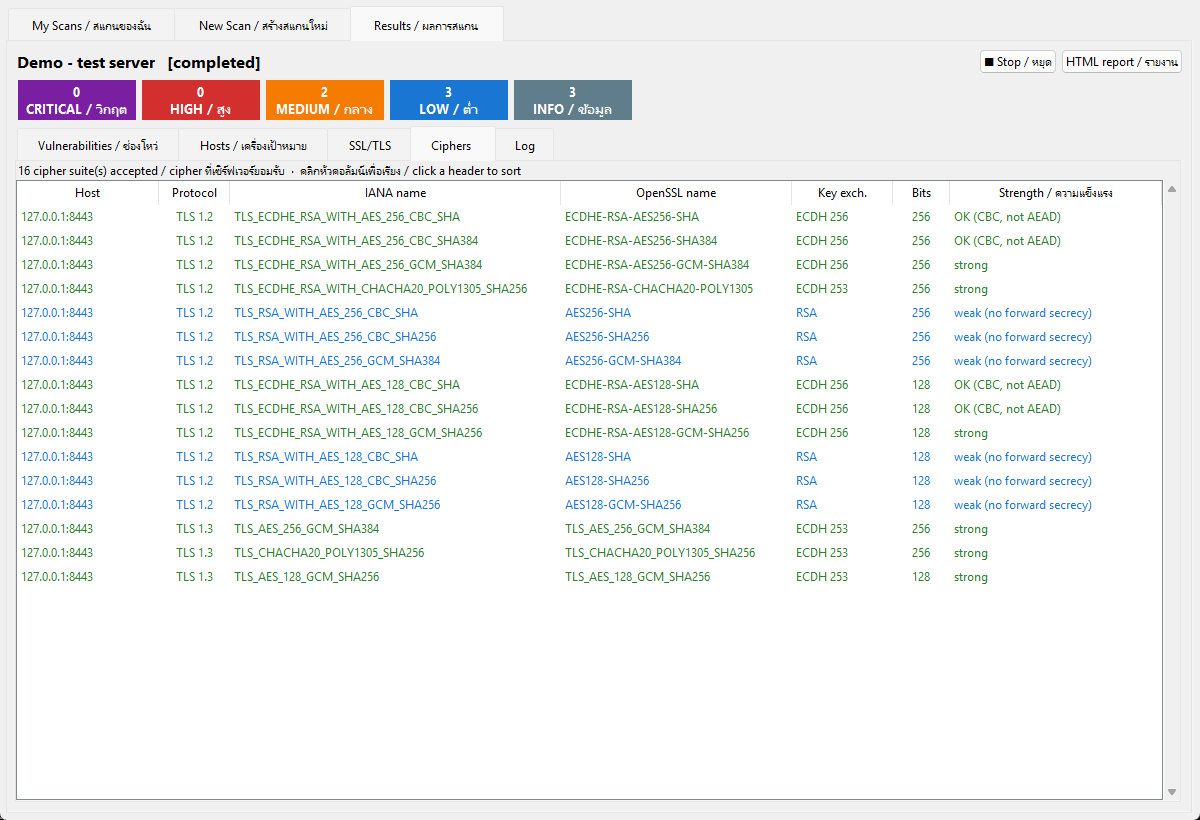 My Scans / สแกนของฉัน New Scan / สร้างสแกนใหม่ Results / ผลการสแกน
Demo - test server [completed] ■ Stop / หยุด HTML report / รายงาน
0 0 2 3 3
CRITICAL / วิกฤต HIGH / สูง MEDIUM / กลาง LOW / ต่ำ INFO / ข้อมูล
Vulnerabilities / ช่องโหว่ Hosts / เครื่องเป้าหมาย SSL/TLS Ciphers Log
16 cipher suite(s) accepted / cipher ที่เซิร์ฟเวอร์ยอมรับ · คลิกหัวคอลัมน์เพื่อเรียง / click a header to sort
Host Protocol IANA name OpenSSL name Key exch. Bits Strength / ความแข็งแรง
127.0.0.1:8443 TLS 1.2 TLS_ECDHE_RSA_WITH_AES_256_CBC_SHA ECDHE-RSA-AES256-SHA ECDH 256 256 OK (CBC, not AEAD)
127.0.0.1:8443 TLS 1.2 TLS_ECDHE_RSA_WITH_AES_256_CBC_SHA384 ECDHE-RSA-AES256-SHA384 ECDH 256 256 OK (CBC, not AEAD)
127.0.0.1:8443 TLS 1.2 TLS_ECDHE_RSA_WITH_AES_256_GCM_SHA384 ECDHE-RSA-AES256-GCM-SHA384 ECDH 256 256 strong
127.0.0.1:8443 TLS 1.2 TLS_ECDHE_RSA_WITH_CHACHA20_POLY1305_SHA256 ECDHE-RSA-CHACHA20-POLY1305 ECDH 253 256 strong
127.0.0.1:8443 TLS 1.2 TLS_RSA_WITH_AES_256_CBC_SHA AES256-SHA RSA 256 weak (no forward secrecy)
127.0.0.1:8443 TLS 1.2 TLS_RSA_WITH_AES_256_CBC_SHA256 AES256-SHA256 RSA 256 weak (no forward secrecy)
127.0.0.1:8443 TLS 1.2 TLS_RSA_WITH_AES_256_GCM_SHA384 AES256-GCM-SHA384 RSA 256 weak (no forward secrecy)
127.0.0.1:8443 TLS 1.2 TLS_ECDHE_RSA_WITH_AES_128_CBC_SHA ECDHE-RSA-AES128-SHA ECDH 256 128 OK (CBC, not AEAD)
127.0.0.1:8443 TLS 1.2 TLS_ECDHE_RSA_WITH_AES_128_CBC_SHA256 ECDHE-RSA-AES128-SHA256 ECDH 256 128 OK (CBC, not AEAD)
127.0.0.1:8443 TLS 1.2 TLS_ECDHE_RSA_WITH_AES_128_GCM_SHA256 ECDHE-RSA-AES128-GCM-SHA256 ECDH 256 128 strong
127.0.0.1:8443 TLS 1.2 TLS_RSA_WITH_AES_128_CBC_SHA AES128-SHA RSA 128 weak (no forward secrecy)
127.0.0.1:8443 TLS 1.2 TLS_RSA_WITH_AES_128_CBC_SHA256 AES128-SHA256 RSA 128 weak (no forward secrecy)
127.0.0.1:8443 TLS 1.2 TLS_RSA_WITH_AES_128_GCM_SHA256 AES128-GCM-SHA256 RSA 128 weak (no forward secrecy)
127.0.0.1:8443 TLS 1.3 TLS_AES_256_GCM_SHA384 TLS_AES_256_GCM_SHA384 ECDH 253 256 strong
127.0.0.1:8443 TLS 1.3 TLS_CHACHA20_POLY1305_SHA256 TLS_CHACHA20_POLY1305_SHA256 ECDH 253 256 strong
127.0.0.1:8443 TLS 1.3 TLS_AES_128_GCM_SHA256 TLS_AES_128_GCM_SHA256 ECDH 253 128 strong